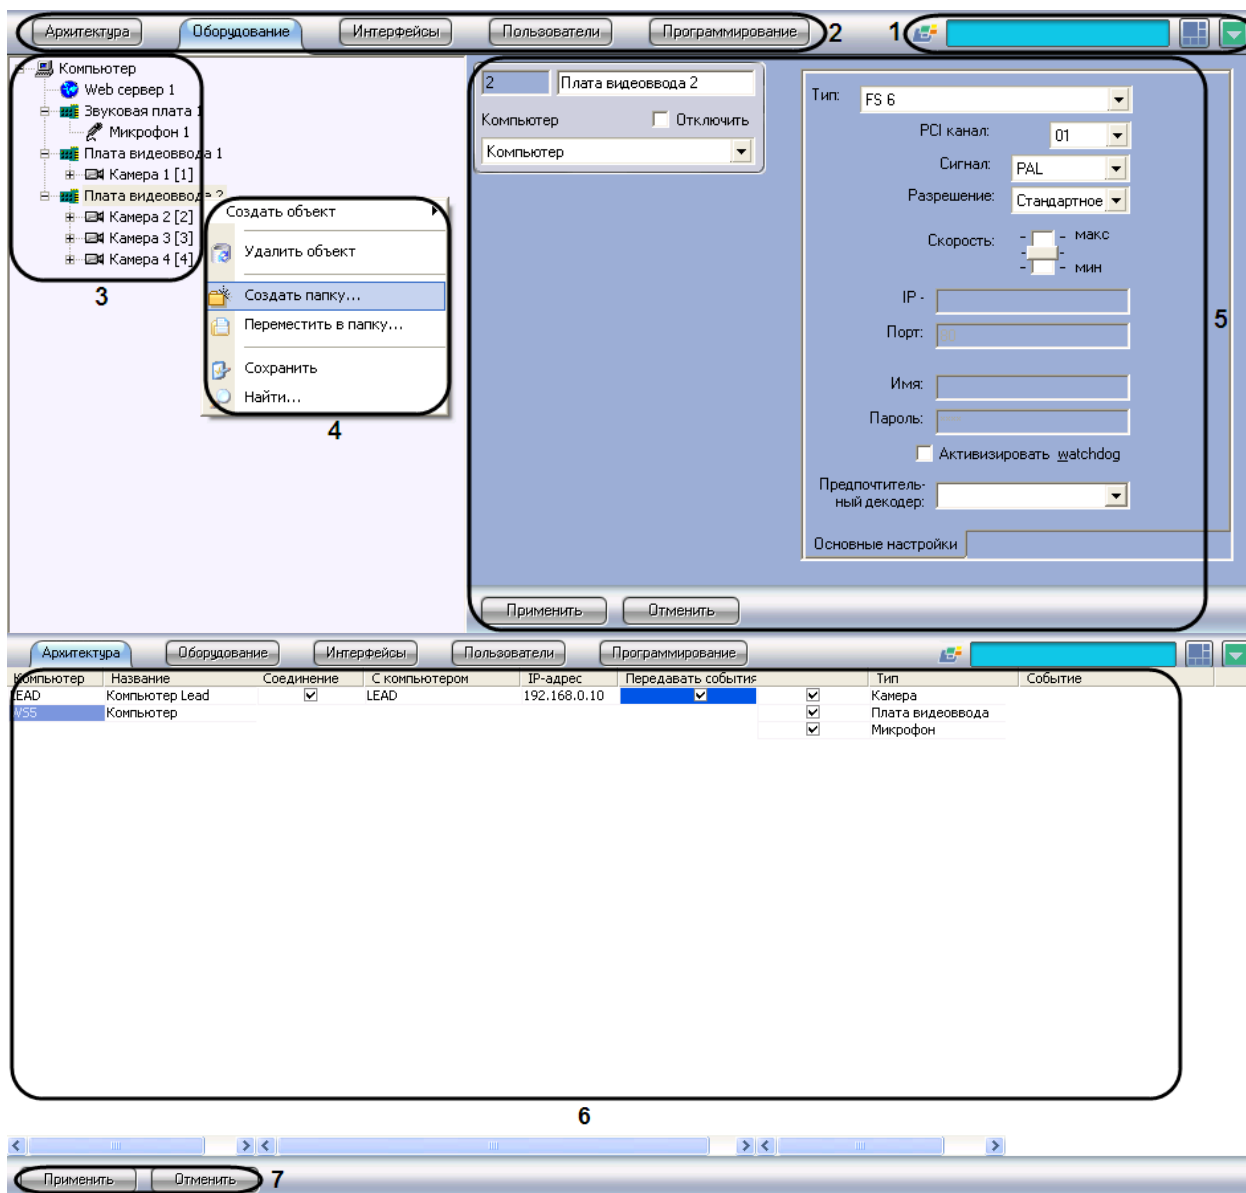 Архитектура Оборудование Интерфейсы Пользователи Программирование 2 1
Компьютер
Web сервер 1
Звуковая плата 1
Микрофон 1
Плата видеоввода 1
Камера 1 [1]
Плата видеоввода 2
Камера 2 [2]
Камера 3 [3]
Камера 4 [4]
3
Создать объект
Удалить объект
Создать папку...
Переместить в папку...
Сохранить
Найти...
4
2 Плата видеоввода 2
Компьютер Отключить
Компьютер
Тип: FS 6
PCI канал: 01
Сигнал: PAL
Разрешение: Стандартное
Скорость: - - макс
-
- - мин
IP -
Порт:
Имя:
Пароль:
Активизировать watchdog
Предпочтитель-
ный декодер:
Основные настройки
5
Применить Отменить
Архитектура Оборудование Интерфейсы Пользователи Программирование
Компьютер Название Соединение С компьютером IP-адрес Передавать события Тип Событие
LEAD Компьютер Lead LEAD 192.168.0.10 Камера
WS5 Компьютер Плата видеоввода
Микрофон
6
Применить Отменить 7